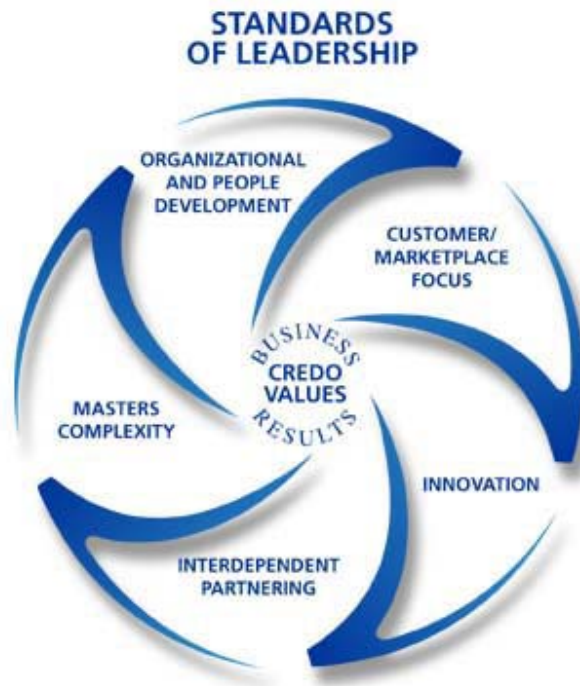 STANDARDS
OF LEADERSHIP
ORGANIZATIONAL
AND PEOPLE
DEVELOPMENT
CUSTOMER/
MARKETPLACE
FOCUS
BUSINESS
CREDO
VALUES
RESULTS
MASTERS
COMPLEXITY
INNOVATION
INTERDEPENDENT
PARTNERING